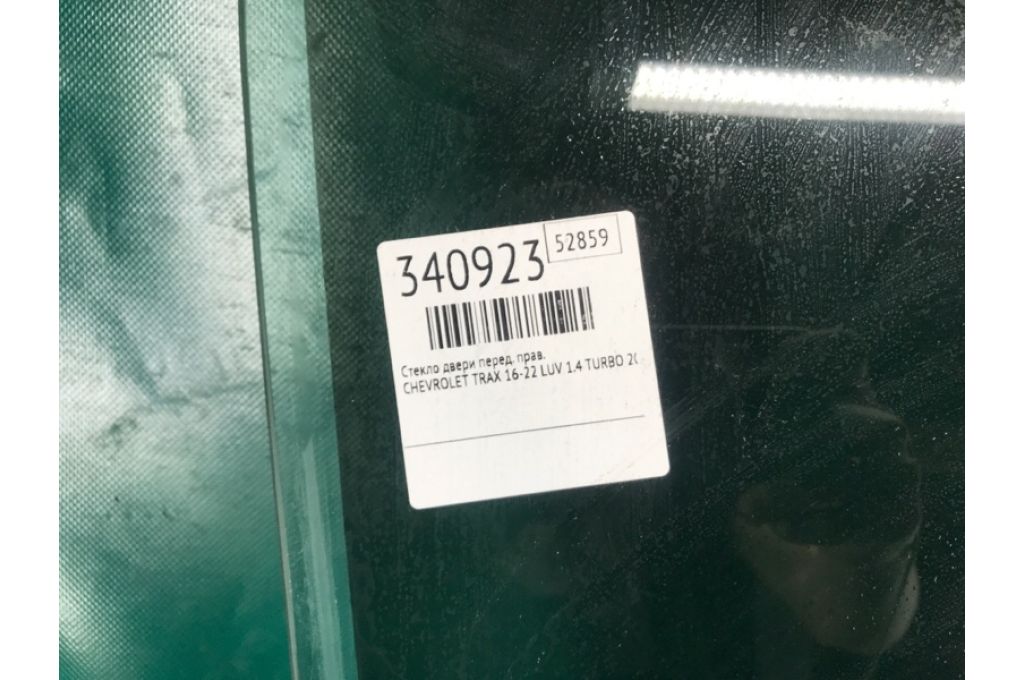 340923
52859
Стекло двери перед. прав.
CHEVROLET TRAX 16-22 LUV 1.4 TURBO